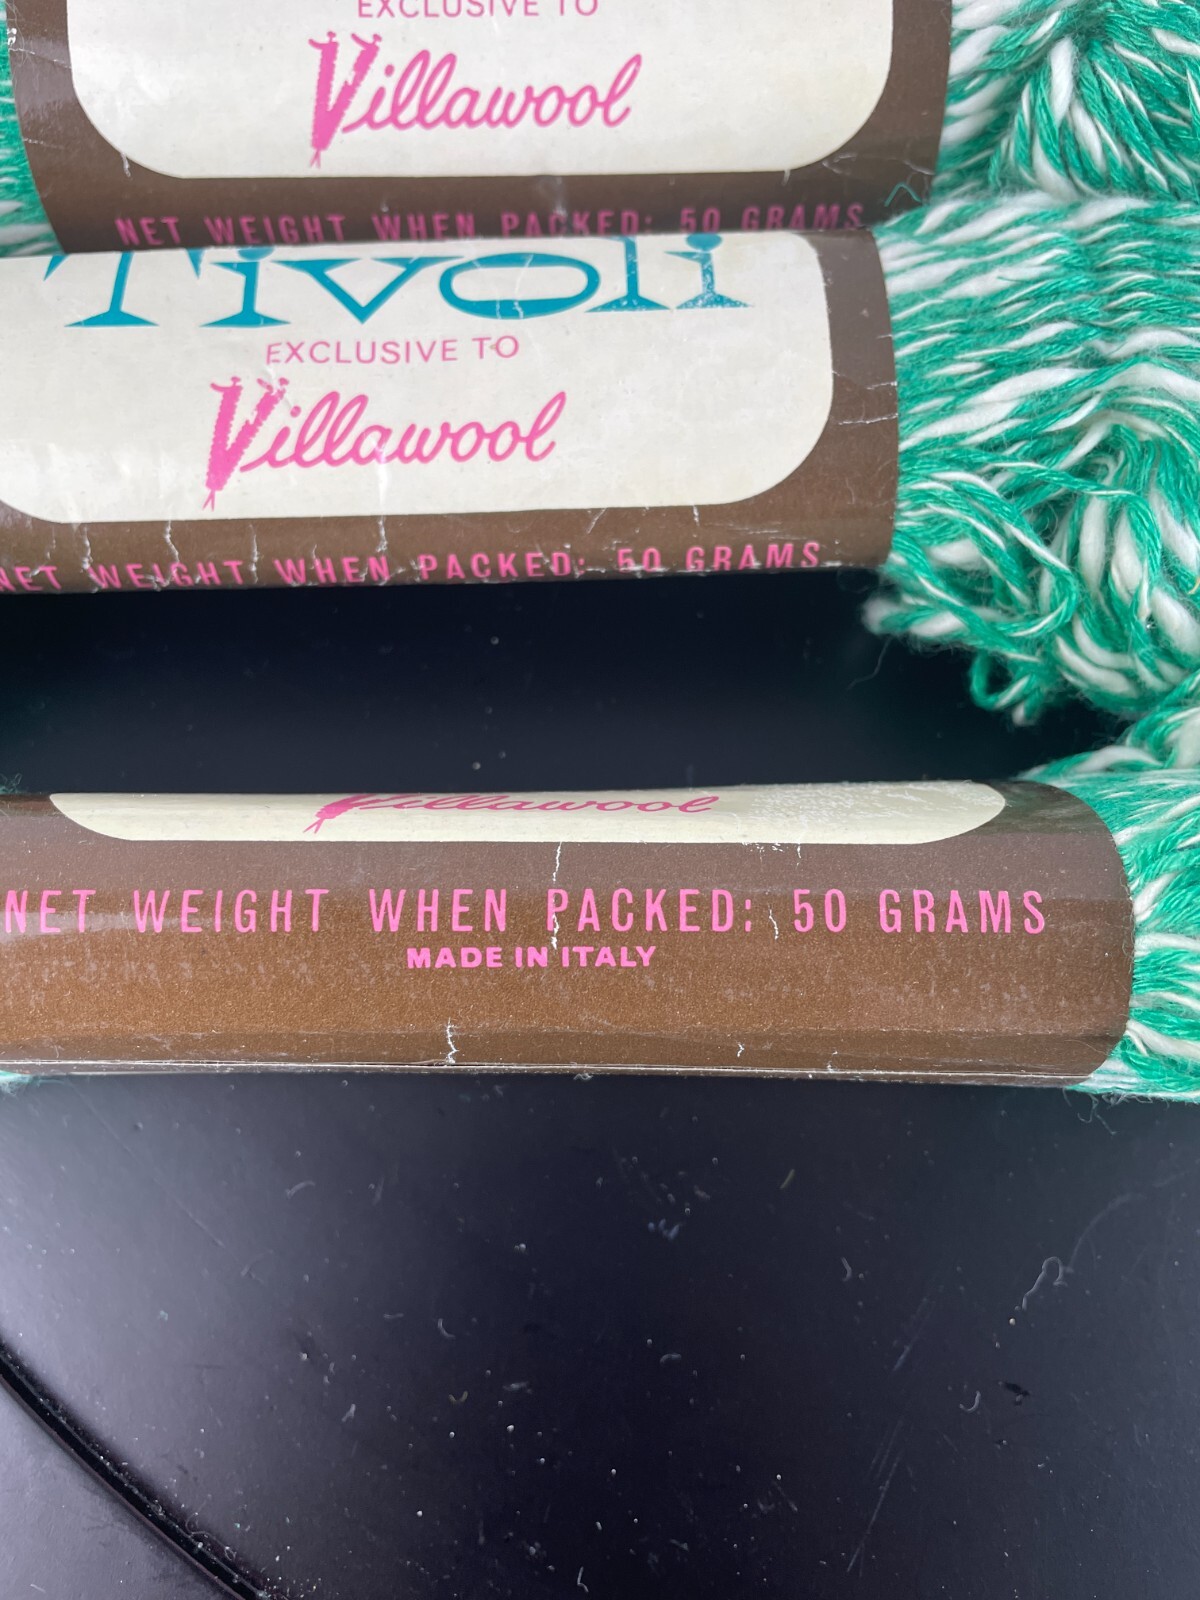 EXCLUSIVE TO
Villawool
NET WEIGHT WHEN PACKED: 50 GRAMS
Tivoli
EXCLUSIVE TO
Villawool
NET WEIGHT WHEN PACKED: 50 GRAMS
Villawool
NET WEIGHT WHEN PACKED: 50 GRAMS
MADE IN ITALY